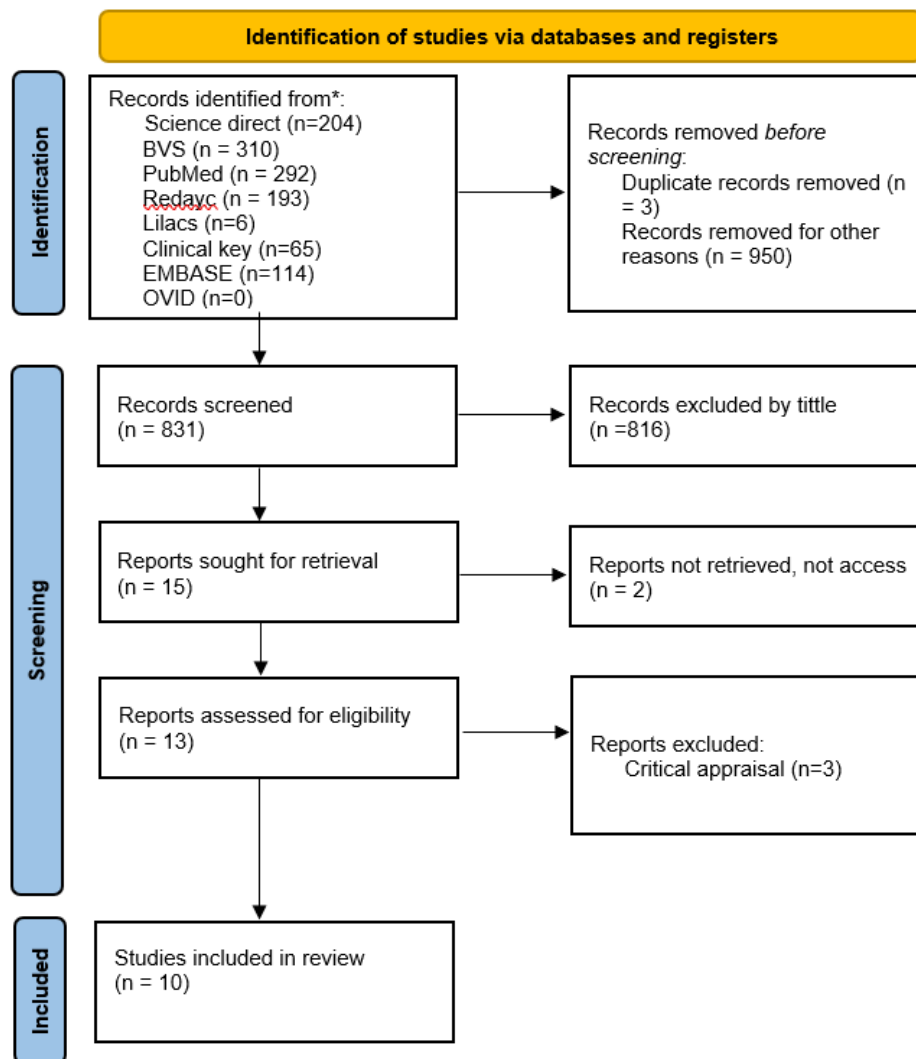 Identification of studies via databases and registers
Identification
Records identified from*:
Science direct (n=204)
BVS (n = 310)
PubMed (n = 292)
Redayc (n = 193)
Lilacs (n=6)
Clinical key (n=65)
EMBASE (n=114)
OVID (n=0)
Records removed before
screening:
Duplicate records removed (n
= 3)
Records removed for other
reasons (n = 950)
Screening
Records screened
(n = 831)
Records excluded by tittle
(n =816)
Reports sought for retrieval
(n = 15)
Reports not retrieved, not access
(n = 2)
Reports assessed for eligibility
(n = 13)
Reports excluded:
Critical appraisal (n=3)
Included
Studies included in review
(n = 10)